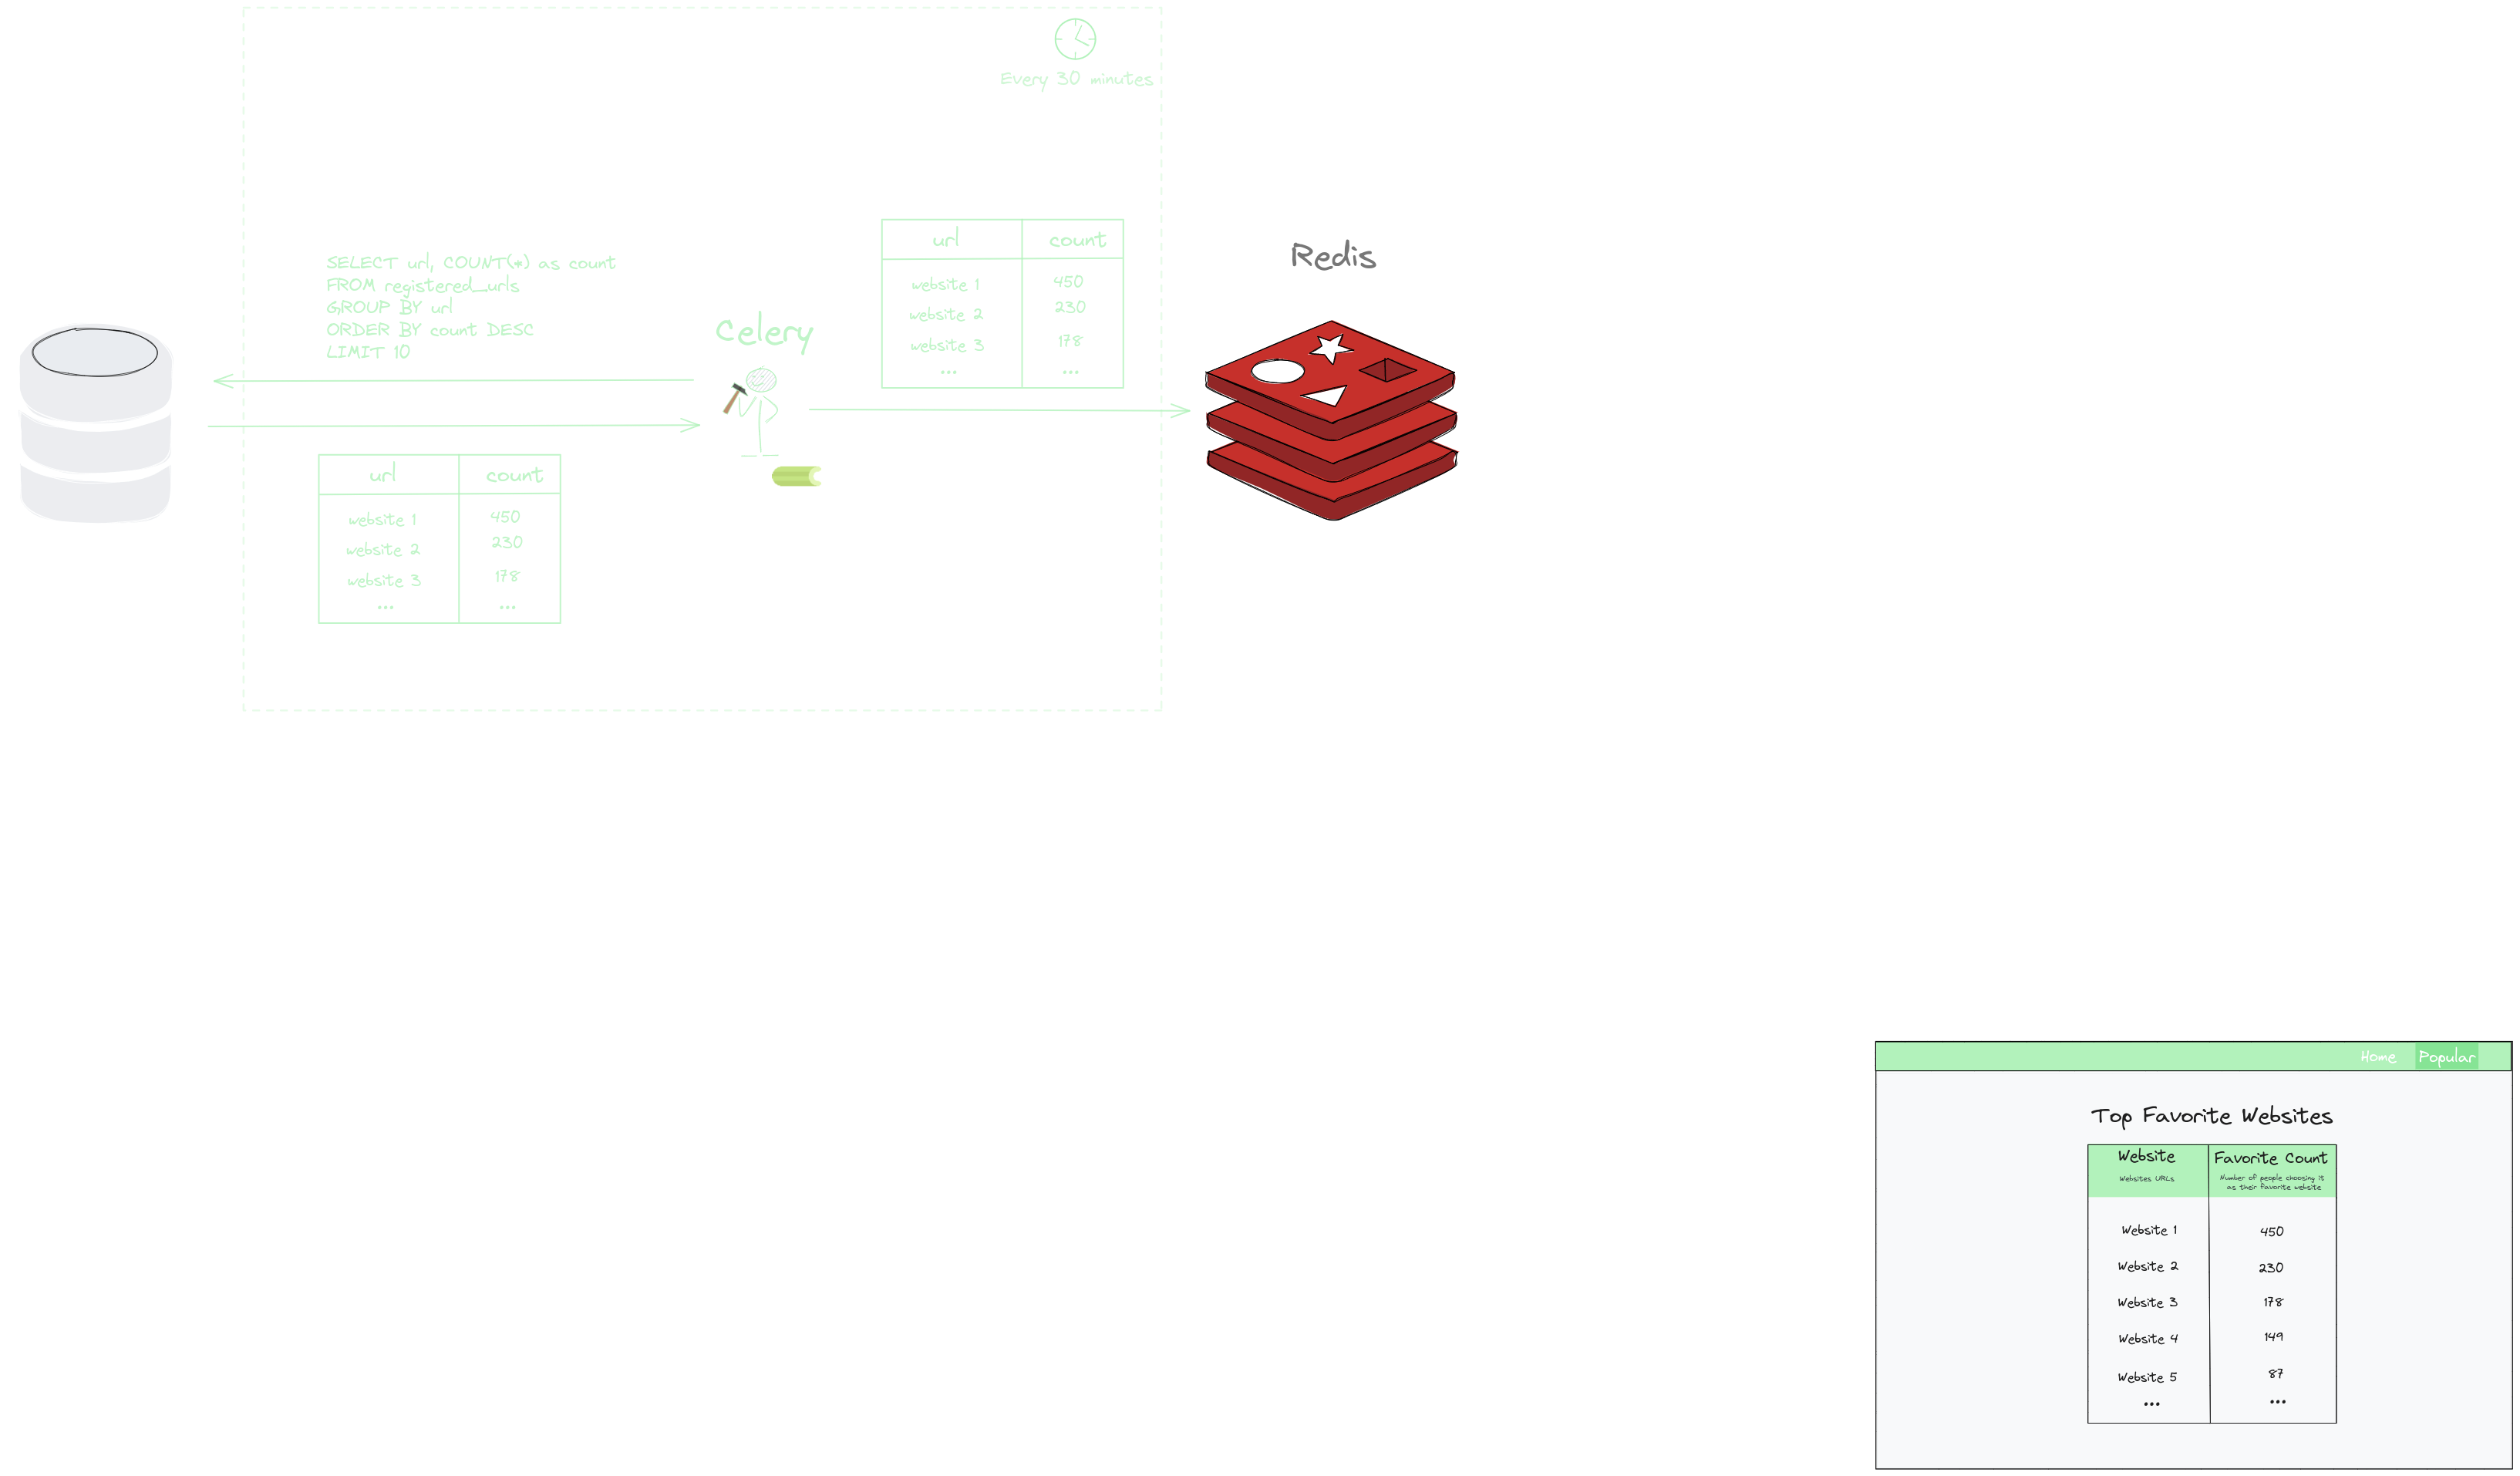 Every 30 minutes
SELECT url, COUNT(*) as count
FROM registered_urls
GROUP BY url
ORDER BY count DESC
LIMIT 10
Celery
url count
website 1 450
website 2 230
website 3 178
... ...
Redis
url count
website 1 450
website 2 230
website 3 178
... ...
Home Popular
Top Favorite Websites
Website Favorite Count
Websites URLs
Number of people choosing it
as their favorite website
Website 1 450
Website 2 230
Website 3 178
Website 4 149
Website 5 87
... ...